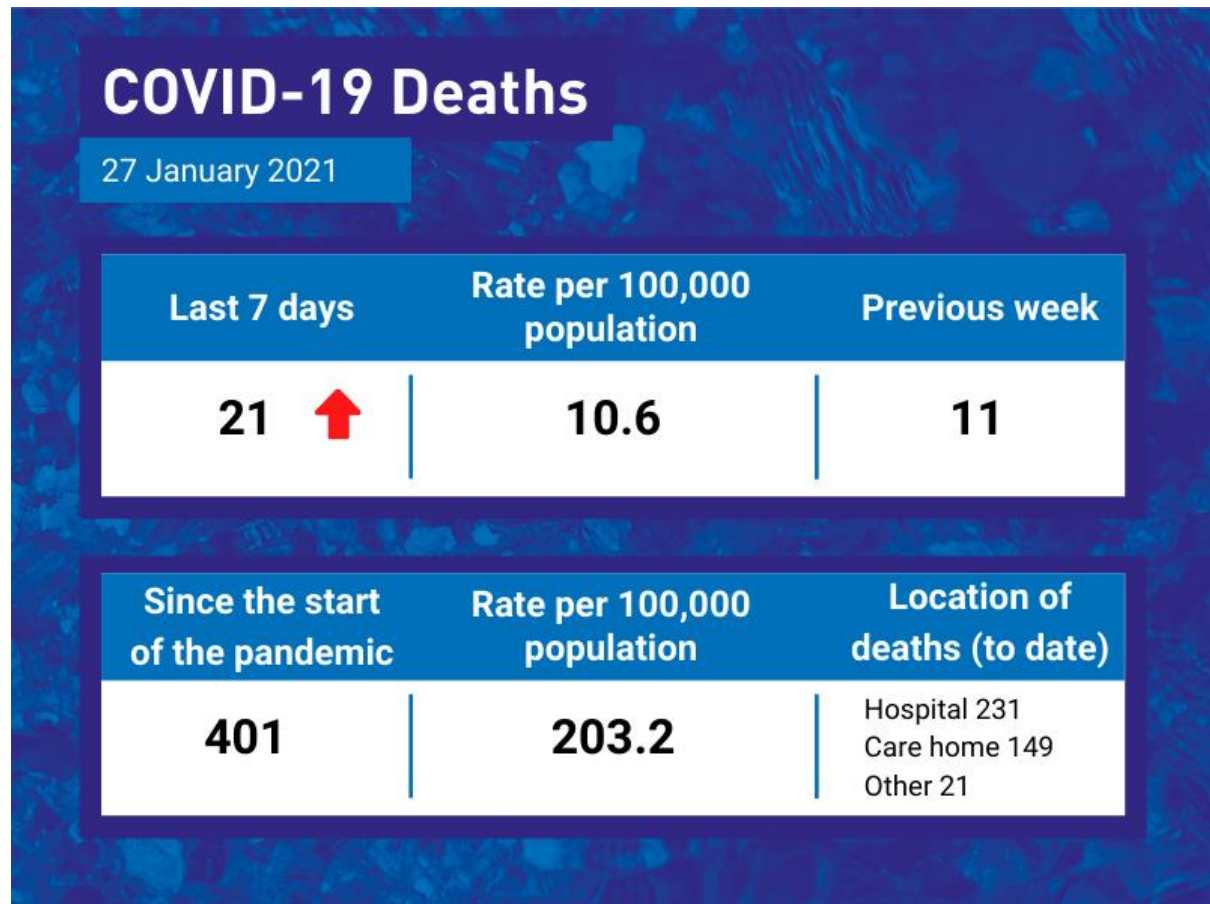 COVID-19 Deaths
27 January 2021
Last 7 days
Rate per 100,000
population
Previous week
21
10.6
11
Since the start
of the pandemic
Rate per 100,000
population
Location of
deaths (to date)
401
203.2
Hospital 231
Care home 149
Other 21